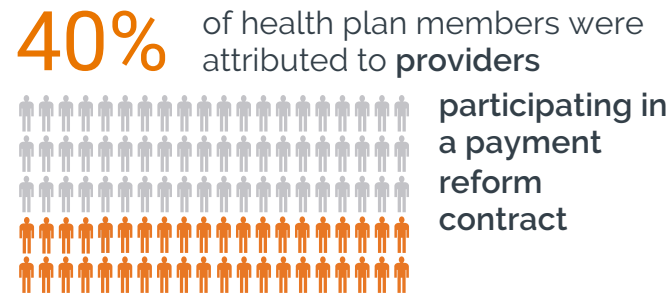 40%
of health plan members were
attributed to providers
participating in
a payment
reform
contract